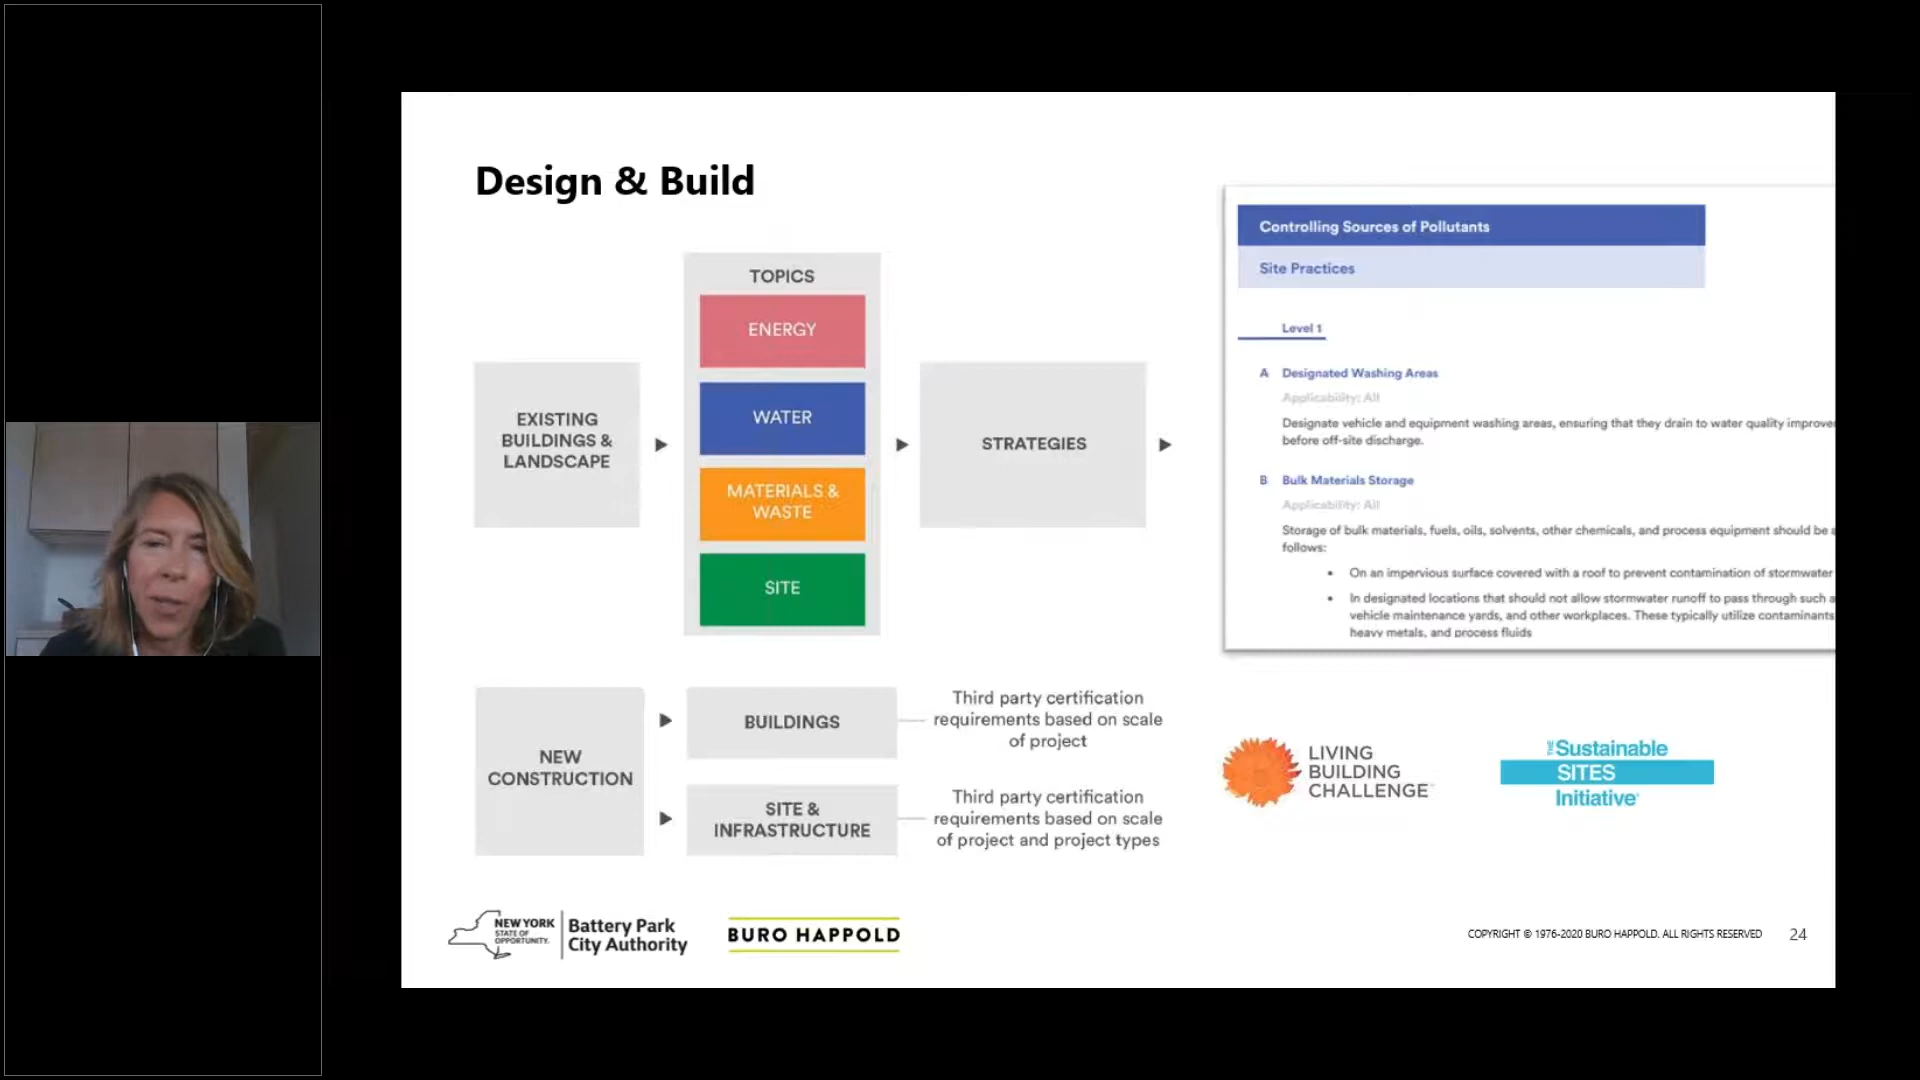 Design & Build
TOPICS
ENERGY
WATER
MATERIALS &
WASTE
SITE
EXISTING
BUILDINGS &
LANDSCAPE
STRATEGIES
Controlling Sources of Pollutants
Site Practices
Level 1
A Designated Washing Areas
Applicability: All
Designate vehicle and equipment washing areas, ensuring that they drain to water quality improve
before off-site discharge.
B Bulk Materials Storage
Applicability: All
Storage of bulk materials, fuels, oils, solvents, other chemicals, and process equipment should be a
follows:
• On an impervious surface covered with a roof to prevent contamination of stormwater
• In designated locations that should not allow stormwater runoff to pass through such a
vehicle maintenance yards, and other workplaces. These typically utilize contaminants
heavy metals, and process fluids
NEW
CONSTRUCTION
BUILDINGS
Third party certification
requirements based on scale
of project
SITE &
INFRASTRUCTURE
Third party certification
requirements based on scale
of project and project types
LIVING
BUILDING
CHALLENGE
THE Sustainable
SITES
Initiative
NEW YORK
STATE OF
OPPORTUNITY.
Battery Park
City Authority
BURO HAPPOLD
COPYRIGHT © 1976-2020 BURO HAPPOLD. ALL RIGHTS RESERVED 24